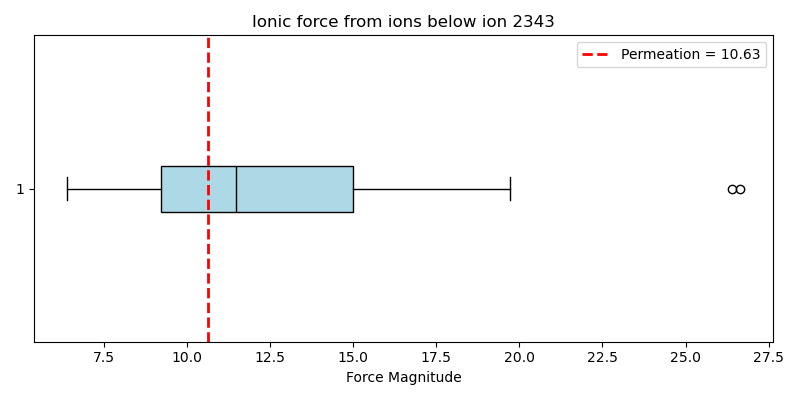 Ionic force from ions below ion 2343
Permeation = 10.63
1
7.5 10.0 12.5 15.0 17.5 20.0 22.5 25.0 27.5
Force Magnitude